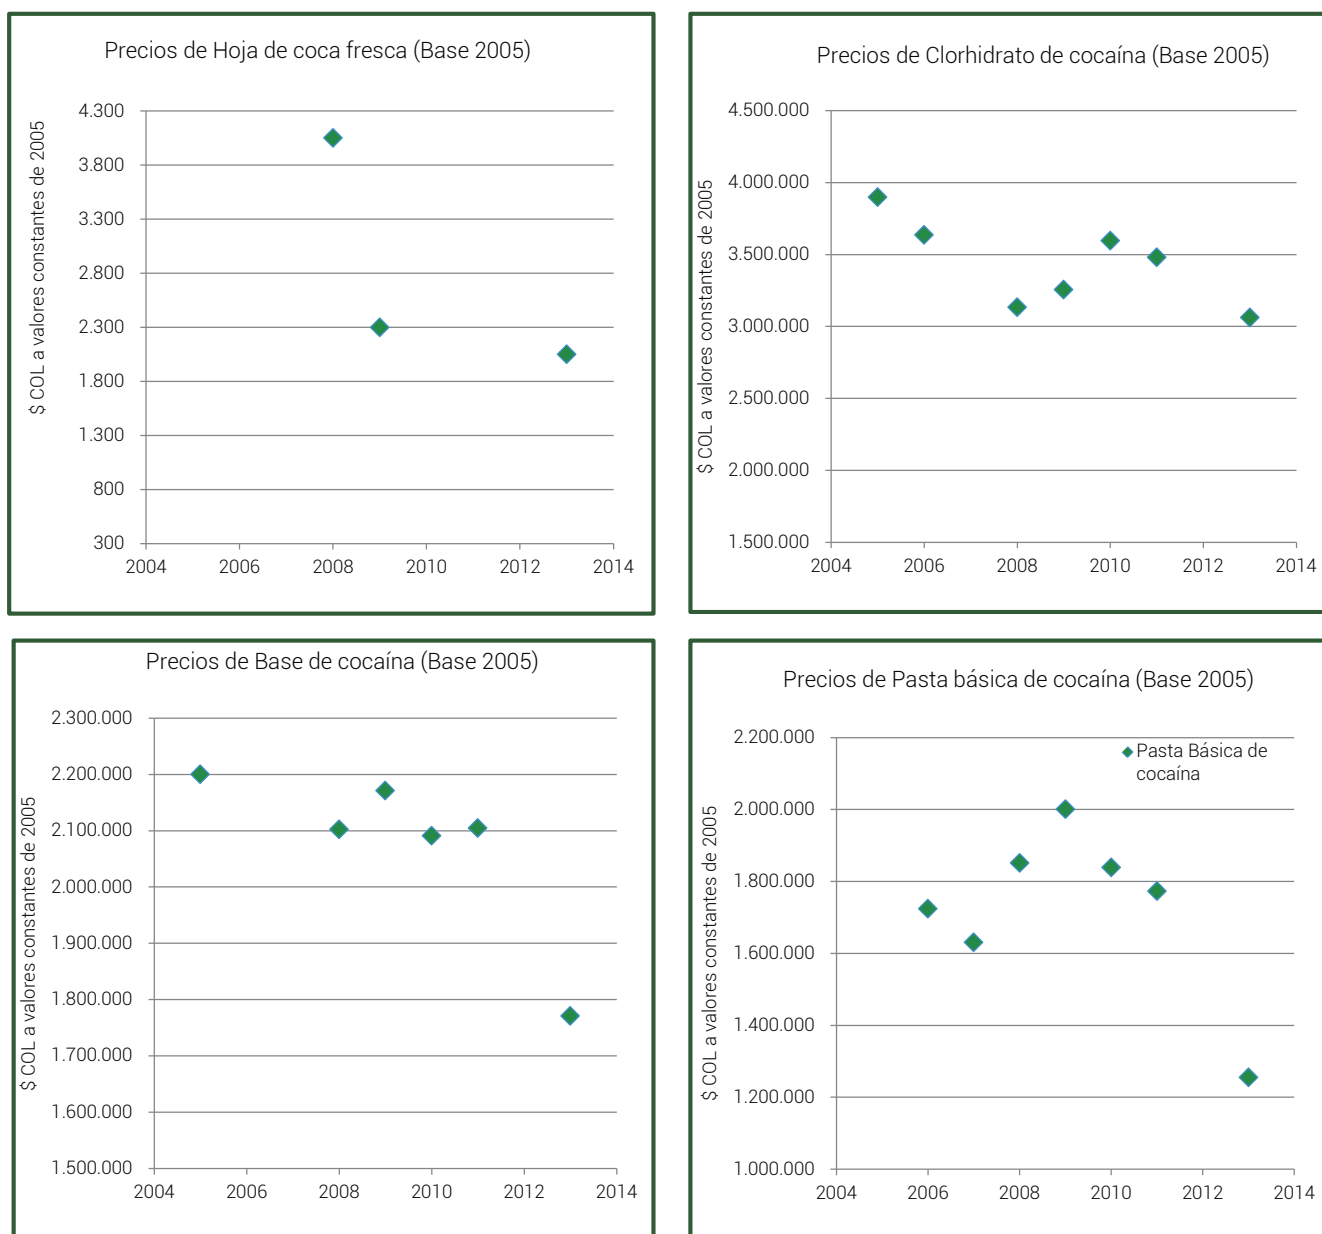 Precios de Hoja de coca fresca (Base 2005)
$ COL a valores constantes de 2005
4.300
3.800
3.300
2.800
2.300
1.800
1.300
800
300
2004 2006 2008 2010 2012 2014
Precios de Clorhidrato de cocaína (Base 2005)
$ COL a valores constantes de 2005
4.500.000
4.000.000
3.500.000
3.000.000
2.500.000
2.000.000
1.500.000
2004 2006 2008 2010 2012 2014
Precios de Base de cocaína (Base 2005)
$ COL a valores constantes de 2005
2.300.000
2.200.000
2.100.000
2.000.000
1.900.000
1.800.000
1.700.000
1.600.000
1.500.000
2004 2006 2008 2010 2012 2014
Precios de Pasta básica de cocaína (Base 2005)
$ COL a valores constantes de 2005
2.200.000
2.000.000
1.800.000
1.600.000
1.400.000
1.200.000
1.000.000
Pasta Básica de
cocaína
2004 2006 2008 2010 2012 2014